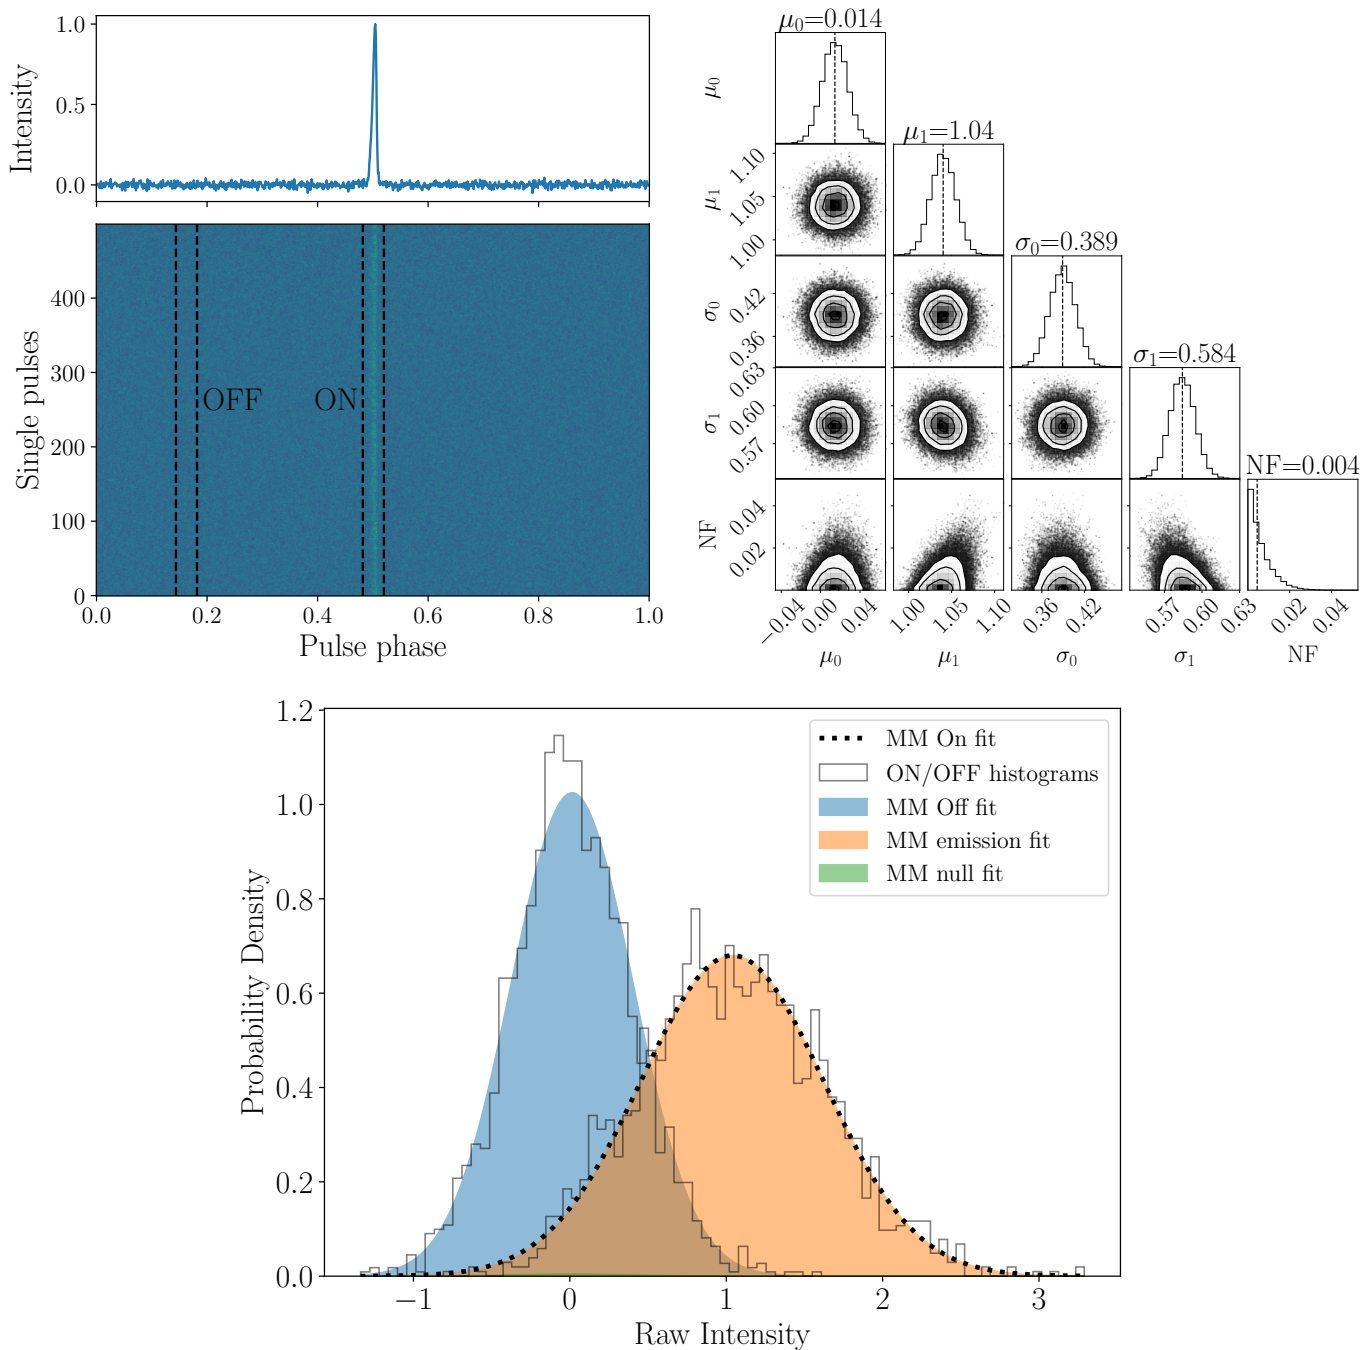 1.0
0.5
0.0
Intensity
400
300
200
100
0
Single pulses
OFF
ON
0.0 0.2 0.4 0.6 0.8 1.0
Pulse phase
μ0=0.014
μ0
μ1=1.04
1.10
1.05
1.00
μ1
σ0=0.389
0.42
0.36
σ0
σ1=0.584
0.63
0.60
0.57
σ1
NF=0.004
0.04
0.02
NF
−0.04 0.00 0.04
1.00 1.05 1.10
0.36 0.42
0.57 0.60 0.63
0.02 0.04
μ0 μ1 σ0 σ1 NF
1.2
1.0
0.8
0.6
0.4
0.2
0.0
Probability Density
MM On fit
ON/OFF histograms
MM Off fit
MM emission fit
MM null fit
−1 0 1 2 3
Raw Intensity